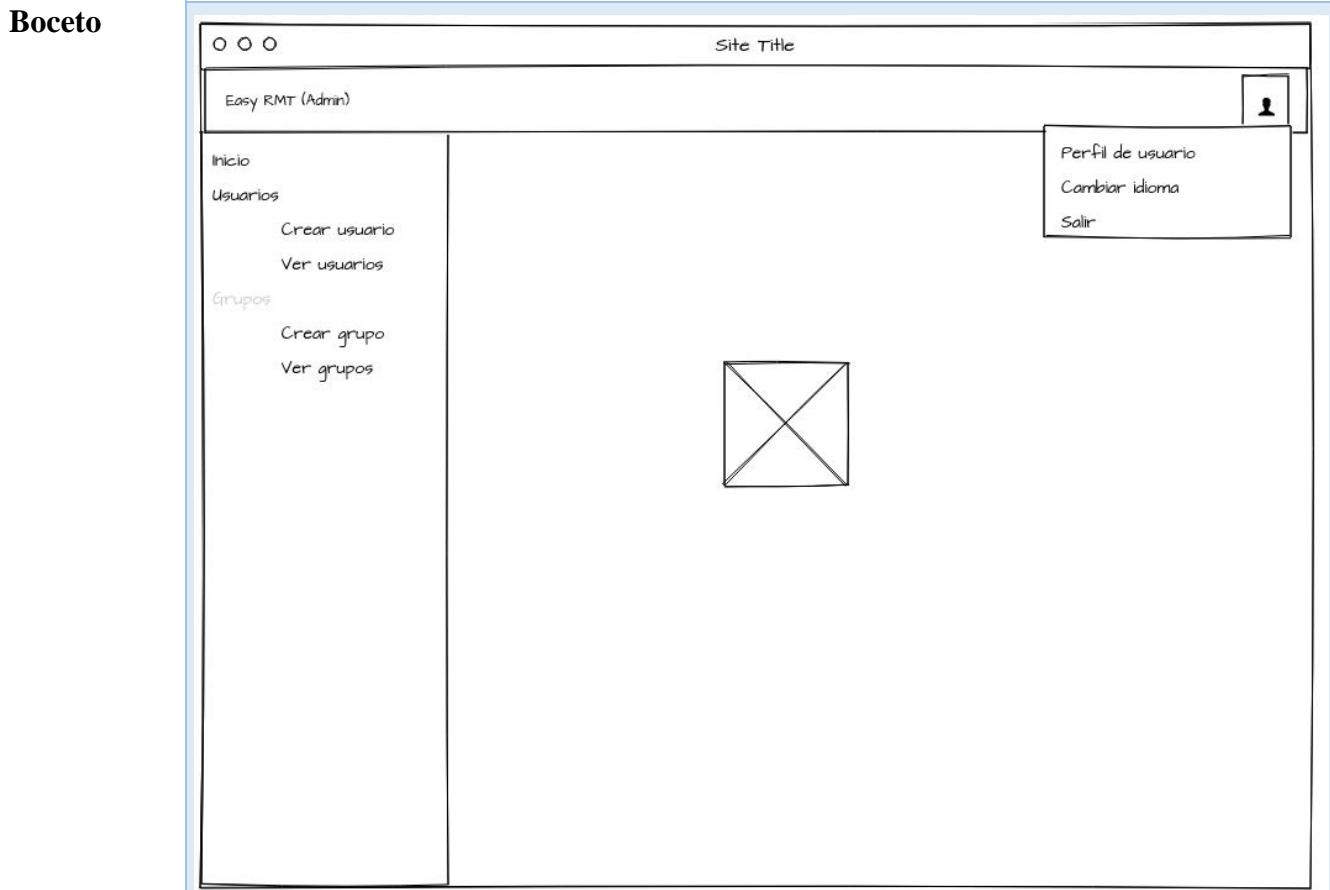 Boceto
Site Title
Easy RMT (Admin)
Inicio
Usuarios
Crear usuario
Ver usuarios
Grupos
Crear grupo
Ver grupos
Perfil de usuario
Cambiar idioma
Salir